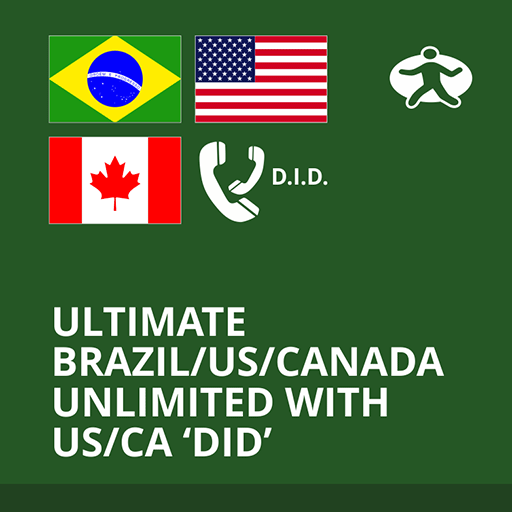 D.I.D.
ULTIMATE
BRAZIL/US/CANADA
UNLIMITED WITH
US/CA ‘DID’